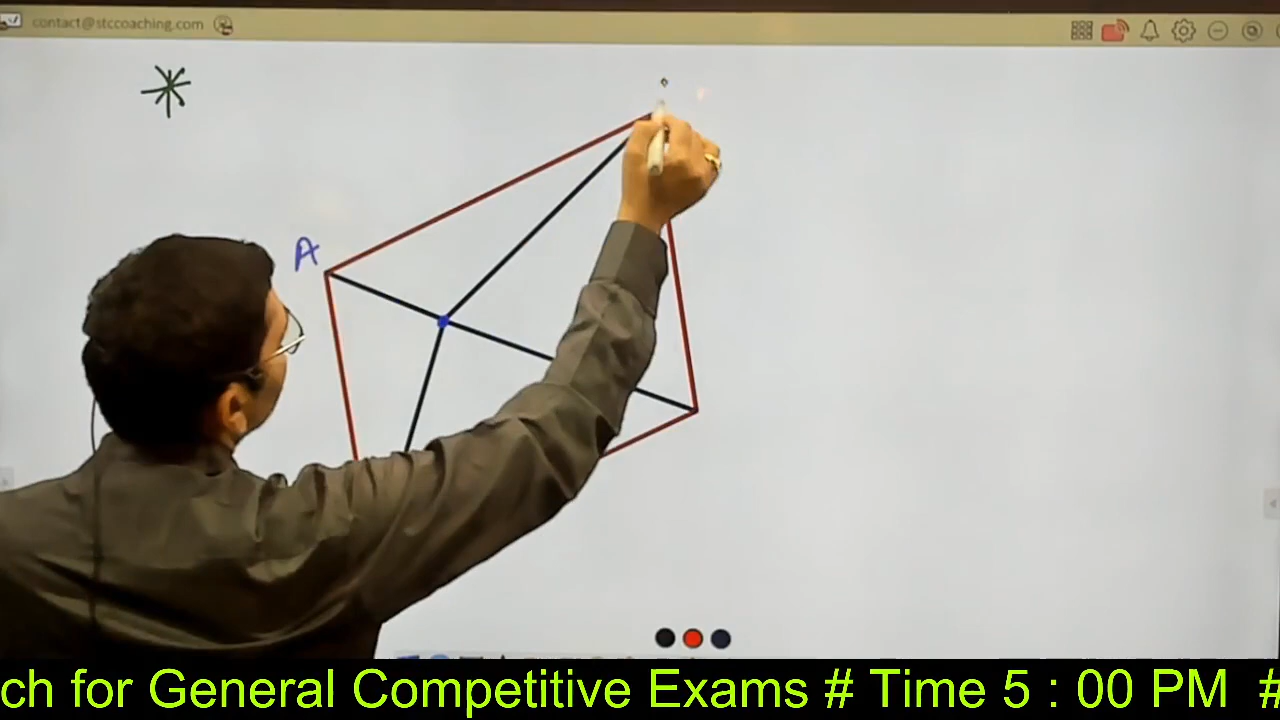 contact@stccoaching.com
A
ch for General Competitive Exams # Time 5 : 00 PM #